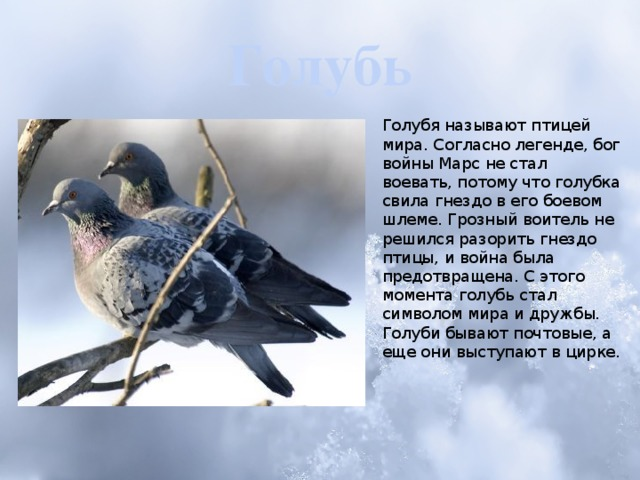 Голубь
Голубя называют птицей
мира. Согласно легенде, бог
войны Марс не стал
воевать, потому что голубка
свила гнездо в его боевом
шлеме. Грозный воитель не
решился разорить гнездо
птицы, и война была
предотвращена. С этого
момента голубь стал
символом мира и дружбы.
Голуби бывают почтовые, а
еще они выступают в цирке.